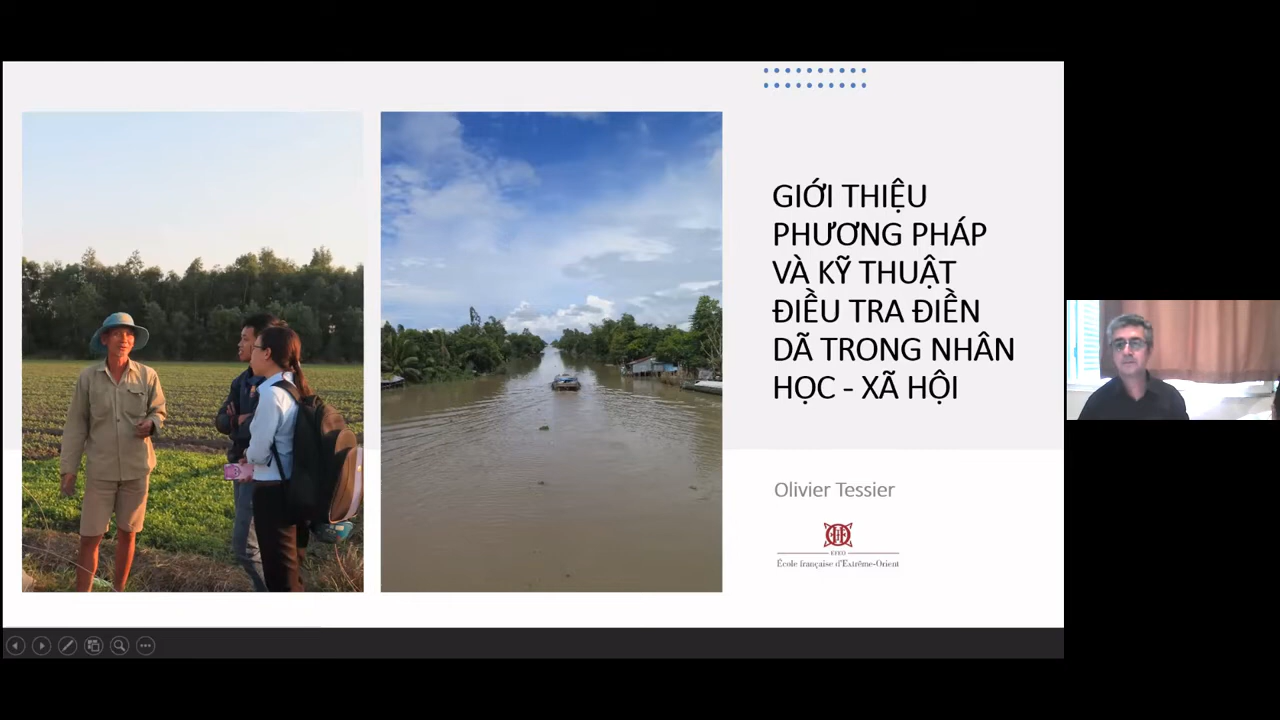 GIỚI THIỆU
PHƯƠNG PHÁP
VÀ KỸ THUẬT
ĐIỀU TRA ĐIỀN
DÃ TRONG NHÂN
HỌC - XÃ HỘI
Olivier Tessier
EFEO
École française d'Extrême-Orient